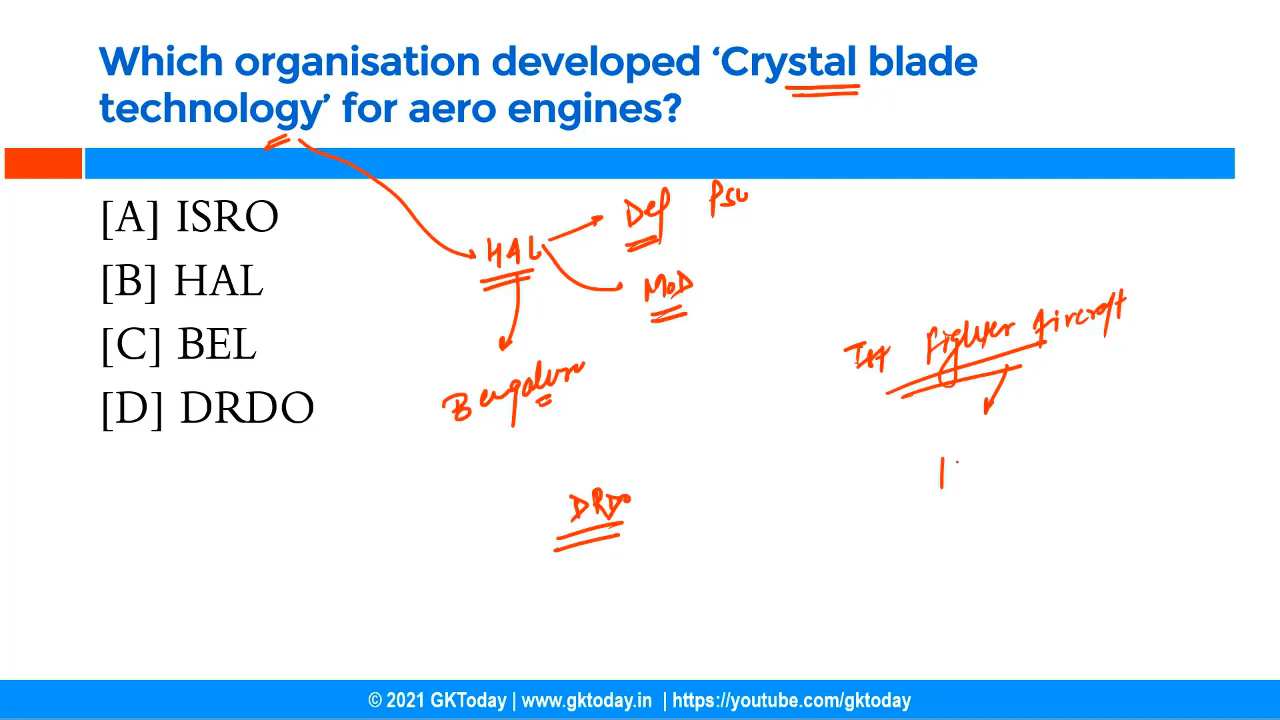 Which organisation developed ‘Crystal blade
technology’ for aero engines?
[A] ISRO
[B] HAL
[C] BEL
[D] DRDO
HAL
Def PSU
MoD
Bengaluru
Fighter Aircraft
DRDO
© 2021 GKToday | www.gktoday.in | https://youtube.com/gktoday